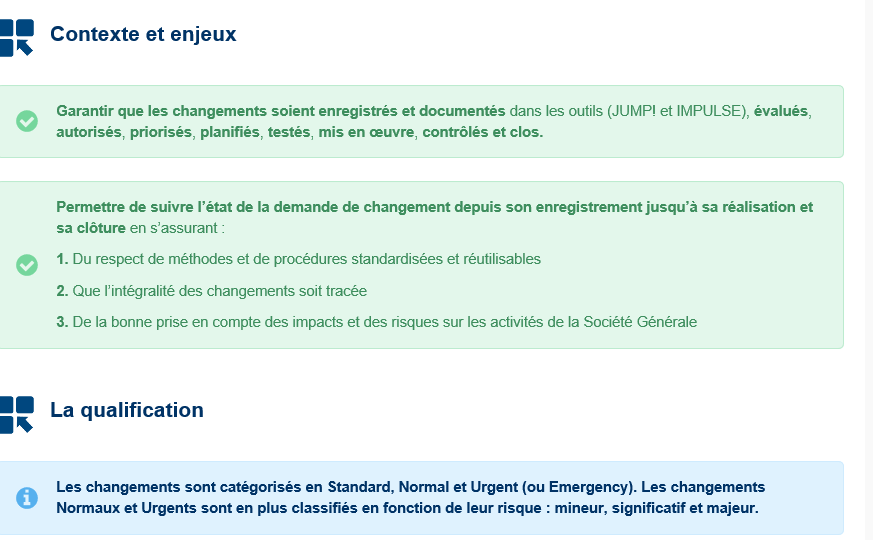 Contexte et enjeux
Garantir que les changements soient enregistrés et documentés dans les outils (JUMP! et IMPULSE), évalués,
autorisés, priorisés, planifiés, testés, mis en œuvre, contrôlés et clos.
Permettre de suivre l’état de la demande de changement depuis son enregistrement jusqu’à sa réalisation et
sa clôture en s’assurant :
1. Du respect de méthodes et de procédures standardisées et réutilisables
2. Que l’intégralité des changements soit tracée
3. De la bonne prise en compte des impacts et des risques sur les activités de la Société Générale
La qualification
Les changements sont catégorisés en Standard, Normal et Urgent (ou Emergency). Les changements
Normaux et Urgents sont en plus classifiés en fonction de leur risque : mineur, significatif et majeur.